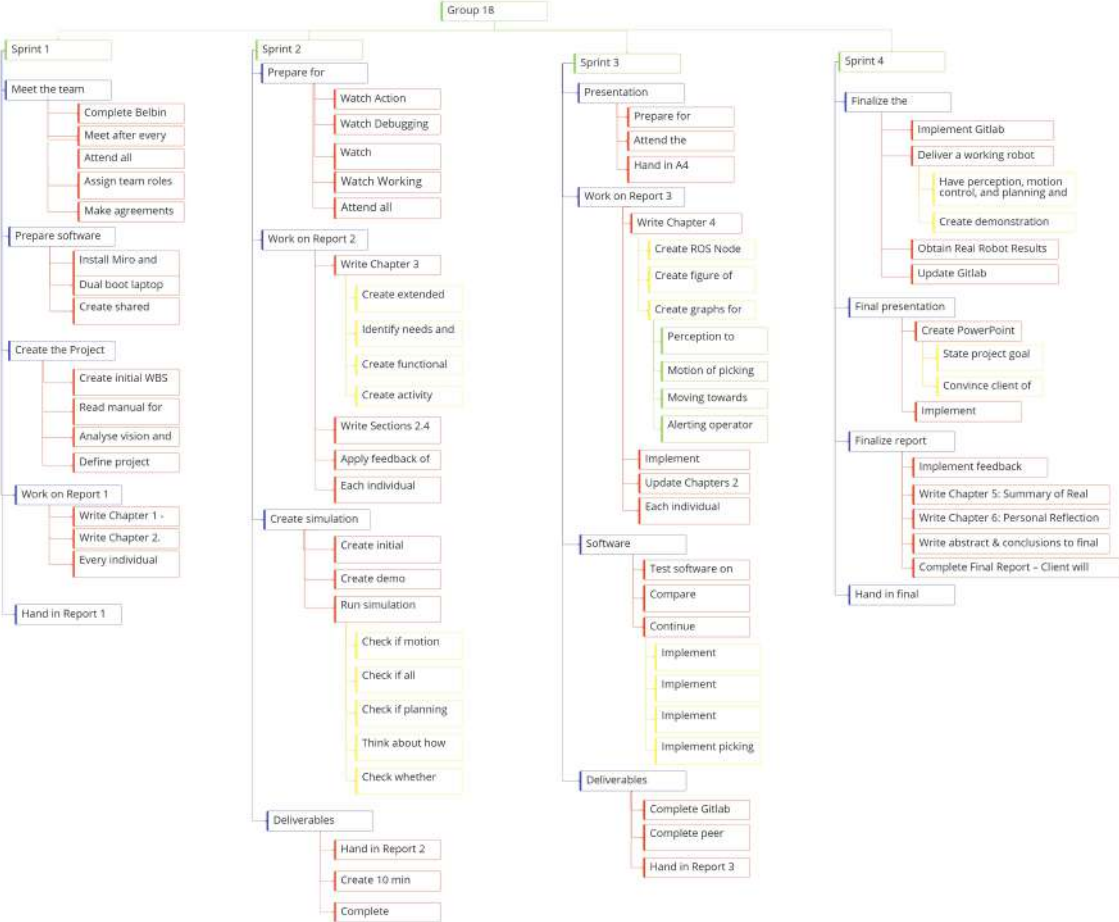 Group 18
Sprint 1
Meet the team
Complete Belbin
Meet after every
Attend all
Assign team roles
Make agreements
Prepare software
Install Miro and
Dual boot laptop
Create shared
Create the Project
Create initial WBS
Read manual for
Analyse vision and
Define project
Work on Report 1
Write Chapter 1 -
Write Chapter 2.
Every individual
Hand in Report 1
Sprint 2
Prepare for
Watch Action
Watch Debugging
Watch
Watch Working
Attend all
Work on Report 2
Write Chapter 3
Create extended
Identify needs and
Create functional
Create activity
Write Sections 2.4
Apply feedback of
Each individual
Create simulation
Create initial
Create demo
Run simulation
Check if motion
Check if all
Check if planning
Think about how
Check whether
Deliverables
Hand in Report 2
Create 10 min
Complete
Sprint 3
Presentation
Prepare for
Attend the
Hand in A4
Work on Report 3
Write Chapter 4
Create ROS Node
Create figure of
Create graphs for
Perception to
Motion of picking
Moving towards
Alerting operator
Implement
Update Chapters 2
Each individual
Software
Test software on
Compare
Continue
Implement
Implement
Implement
Implement picking
Deliverables
Complete Gitlab
Complete peer
Hand in Report 3
Sprint 4
Finalize the
Implement Gitlab
Deliver a working robot
Have perception, motion
control, and planning and
Create demonstration
Obtain Real Robot Results
Update Gitlab
Final presentation
Create PowerPoint
State project goal
Convince client of
Implement
Finalize report
Implement feedback
Write Chapter 5: Summary of Real
Write Chapter 6: Personal Reflection
Write abstract & conclusions to final
Complete Final Report – Client will
Hand in final